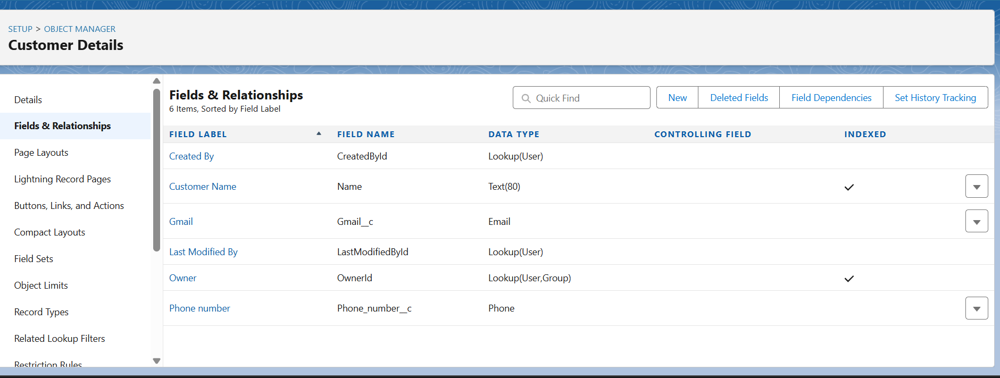 SETUP > OBJECT MANAGER
Customer Details
Details
Fields & Relationships
Page Layouts
Lightning Record Pages
Buttons, Links, and Actions
Compact Layouts
Field Sets
Object Limits
Record Types
Related Lookup Filters
Restriction Rules
Fields & Relationships
6 Items, Sorted by Field Label
Quick Find
New Deleted Fields Field Dependencies Set History Tracking
FIELD LABEL FIELD NAME DATA TYPE CONTROLLING FIELD INDEXED
Created By CreatedById Lookup(User)
Customer Name Name Text(80)
Gmail Gmail__c Email
Last Modified By LastModifiedById Lookup(User)
Owner OwnerId Lookup(User,Group)
Phone number Phone_number__c Phone